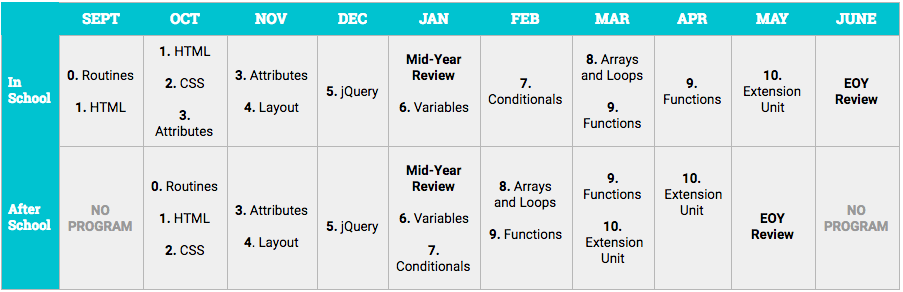 SEPT OCT NOV DEC JAN FEB MAR APR MAY JUNE
In
School
0. Routines
1. HTML
1. HTML
2. CSS
3.
Attributes
3. Attributes
4. Layout
5. jQuery
Mid-Year
Review
6. Variables
7.
Conditionals
8. Arrays
and Loops
9.
Functions
9.
Functions
10.
Extension
Unit
EOY
Review
After
School
NO
PROGRAM
0. Routines
1. HTML
2. CSS
3. Attributes
4. Layout
5. jQuery
Mid-Year
Review
6. Variables
7.
Conditionals
8. Arrays
and Loops
9. Functions
9.
Functions
10.
Extension
Unit
10.
Extension
Unit
EOY
Review
NO
PROGRAM